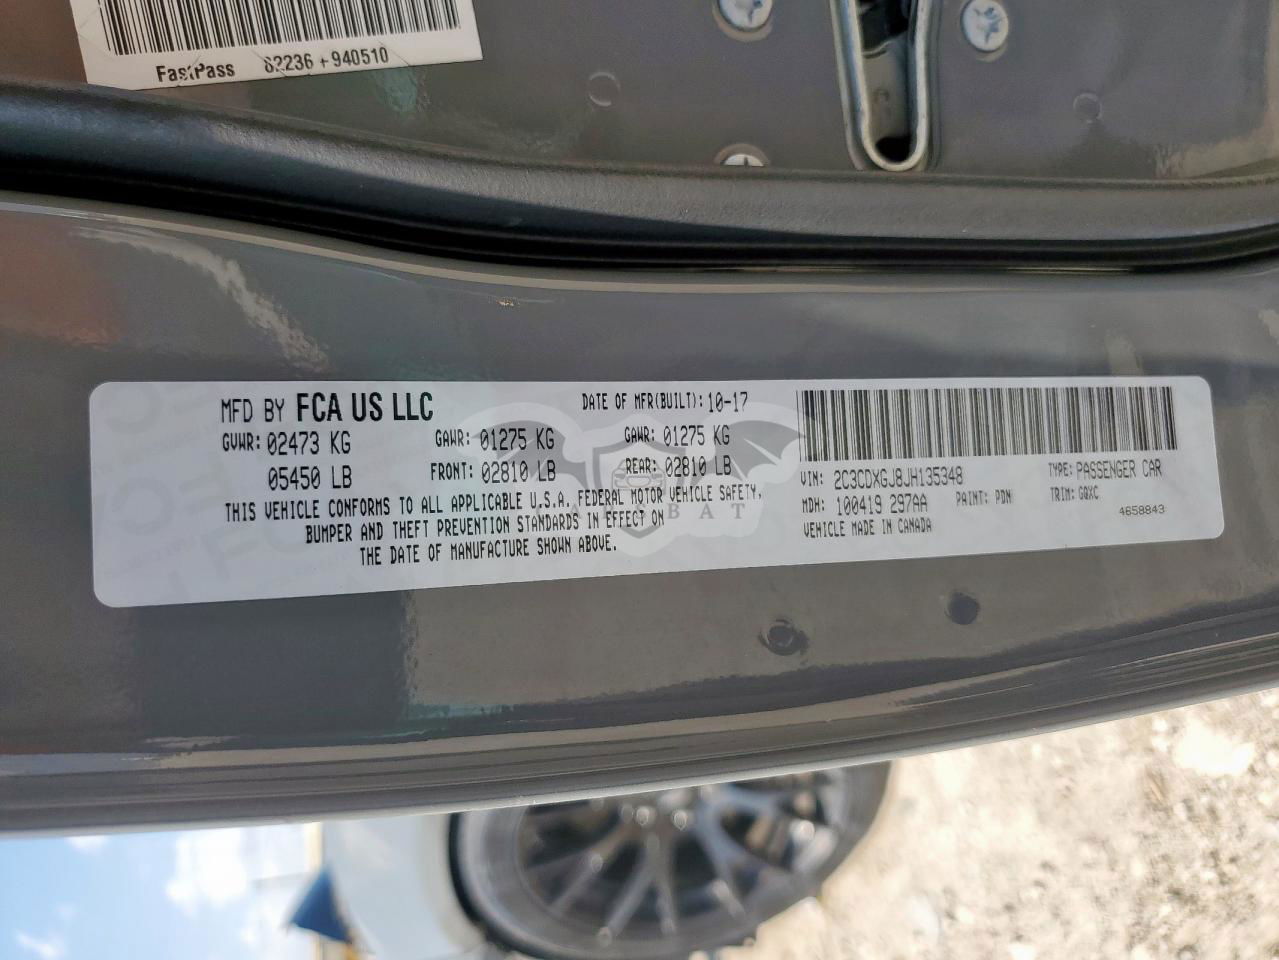 FastPass 82236 + 940510
MFD BY FCA US LLC
DATE OF MFR(BUILT): 10-17
GVWR: 02473 KG GAWR: 01275 KG GAWR: 01275 KG
05450 LB FRONT: 02810 LB REAR: 02810 LB
THIS VEHICLE CONFORMS TO ALL APPLICABLE U.S.A. FEDERAL MOTOR VEHICLE SAFETY,
BUMPER AND THEFT PREVENTION STANDARDS IN EFFECT ON
THE DATE OF MANUFACTURE SHOWN ABOVE.
VIN: 2C3CDXGJ8JH135348 TYPE: PASSENGER CAR
MDH: 100419 297AA PAINT: PDN TRIM: GQXC
VEHICLE MADE IN CANADA 4658843